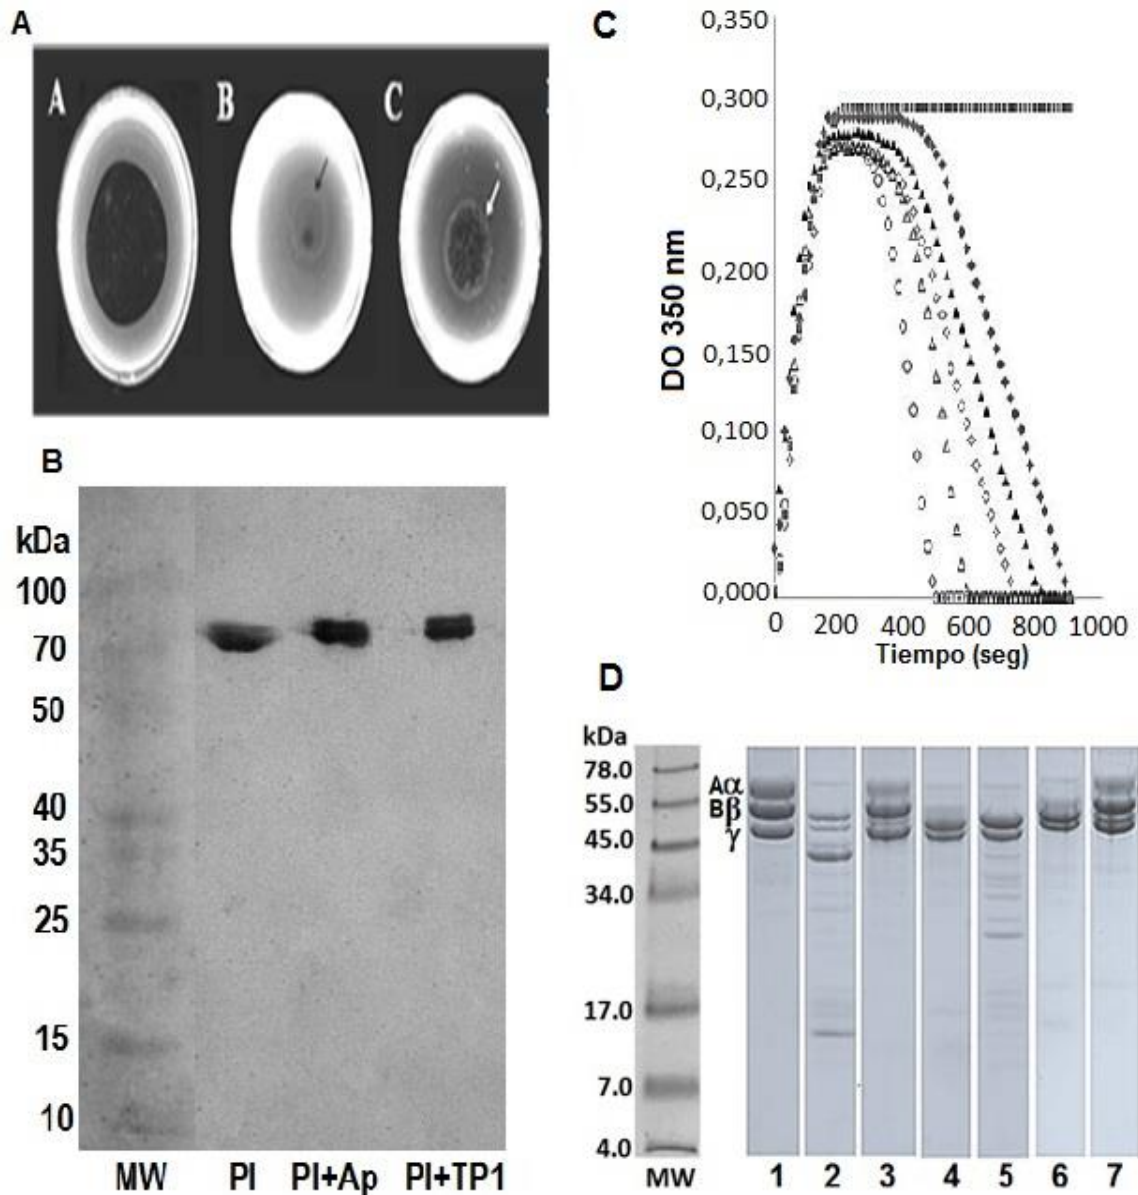 A
A B C
B
kDa
100
70
50
40
35
25
15
10
MW PI PI+Ap PI+TP1
C
DO 350 nm
0,350
0,300
0,250
0,200
0,150
0,100
0,050
0,000
0 200 400 600 800 1000
Tiempo (seg)
D
kDa
78.0
55.0
45.0
34.0
17.0
7.0
4.0
Aα
Bβ
γ
MW 1 2 3 4 5 6 7